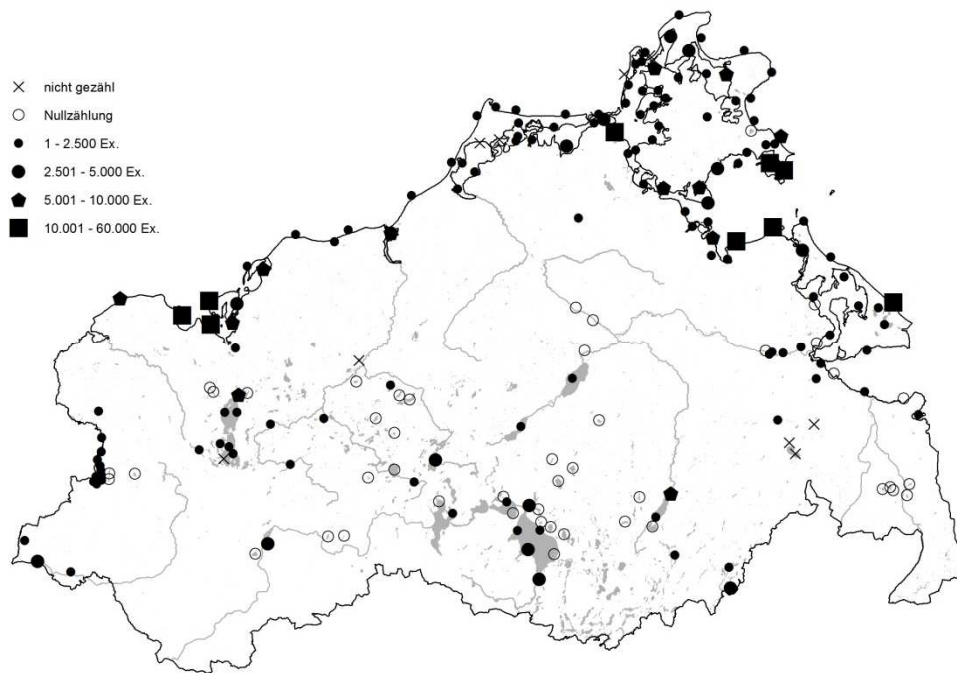 nicht gezähl
Nullzählung
1 - 2.500 Ex.
2.501 - 5.000 Ex.
5.001 - 10.000 Ex.
10.001 - 60.000 Ex.